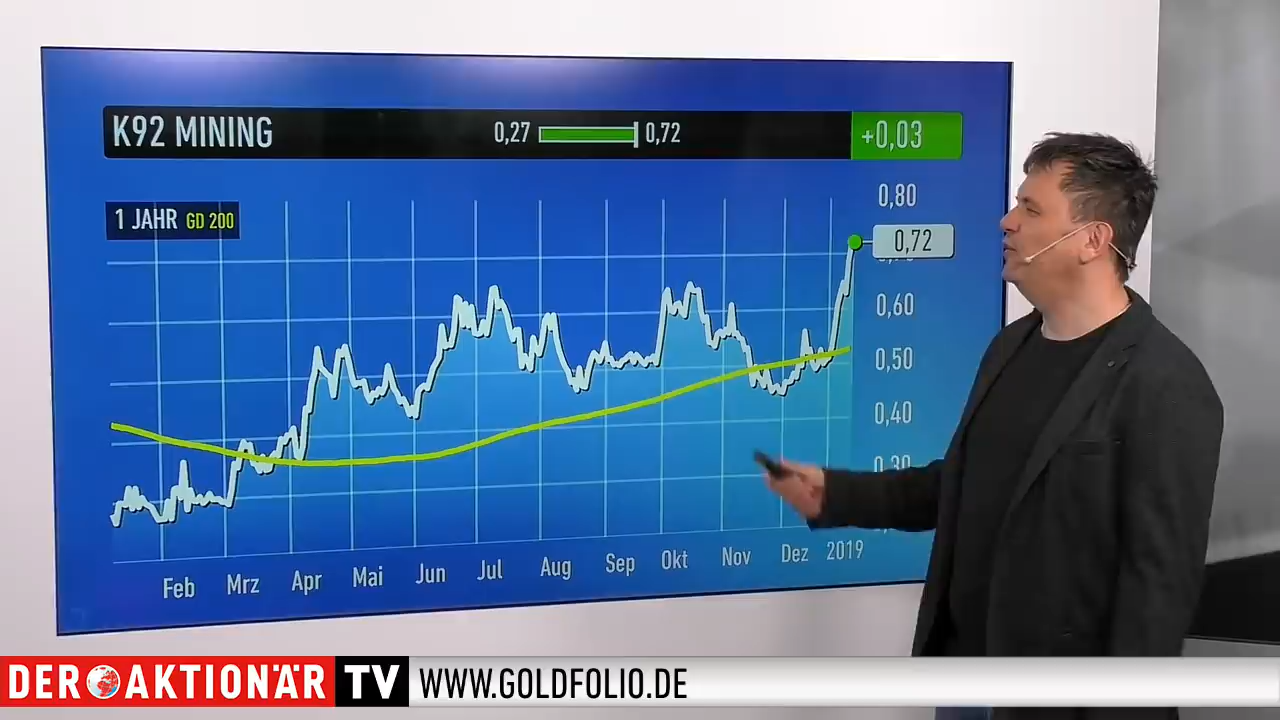 K92 MINING 0,27 0,72 +0,03
1 JAHR GD 200
0,80
0,72
0,60
0,50
0,40
0,30
Feb Mrz Apr Mai Jun Jul Aug Sep Okt Nov Dez 2019
DER AKTIONÄR TV WWW.GOLDFOLIO.DE